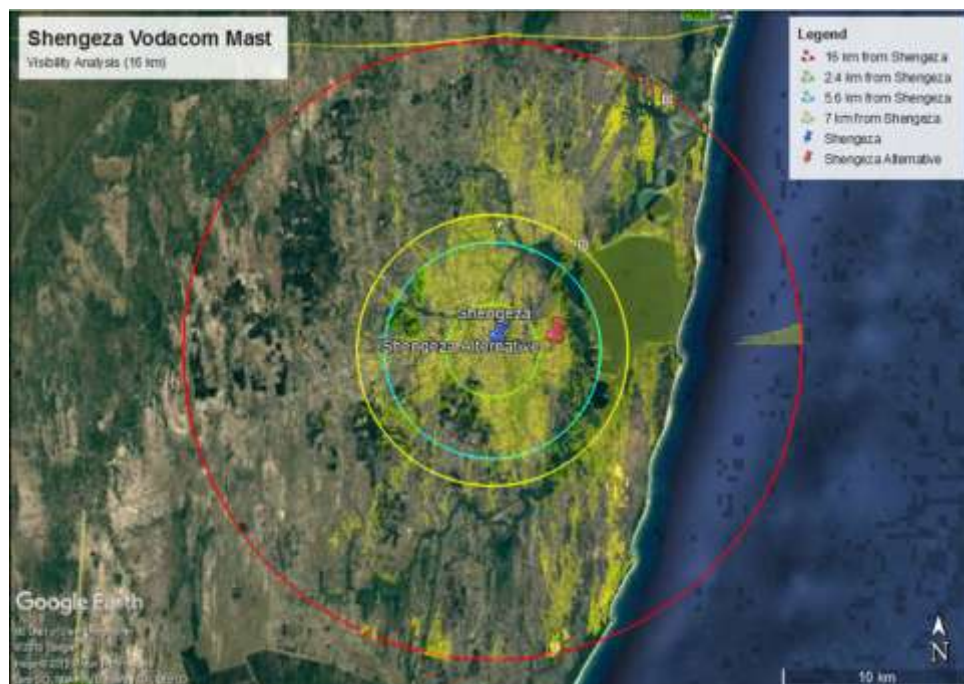 Shengeza Vodacom Mast
Visibility Analysis (16 km)
Legend
16 km from Shengeza
2.4 km from Shengeza
5.6 km from Shengeza
7 km from Shengeza
Shengeza
Shengeza Alternative
Shengeza
Shengeza Alternative
Google Earth
N
10 km